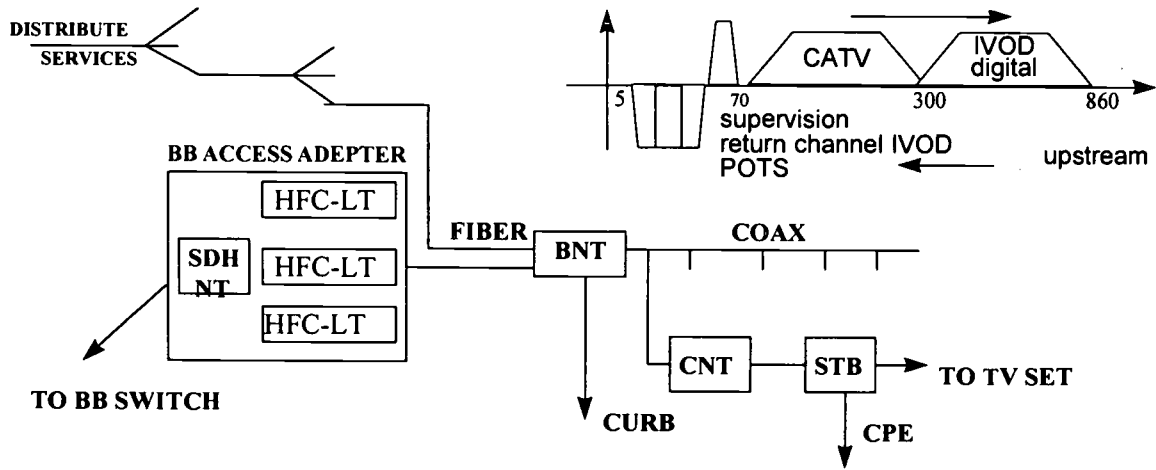 DISTRIBUTE
SERVICES
CATV
IVOD
digital
5
70
300
860
supervision
return channel IVOD
POTS
upstream
BB ACCESS ADEPTER
HFC-LT
SDH
NT
HFC-LT
HFC-LT
FIBER
BNT
COAX
CNT
STB
TO TV SET
TO BB SWITCH
CURB
CPE